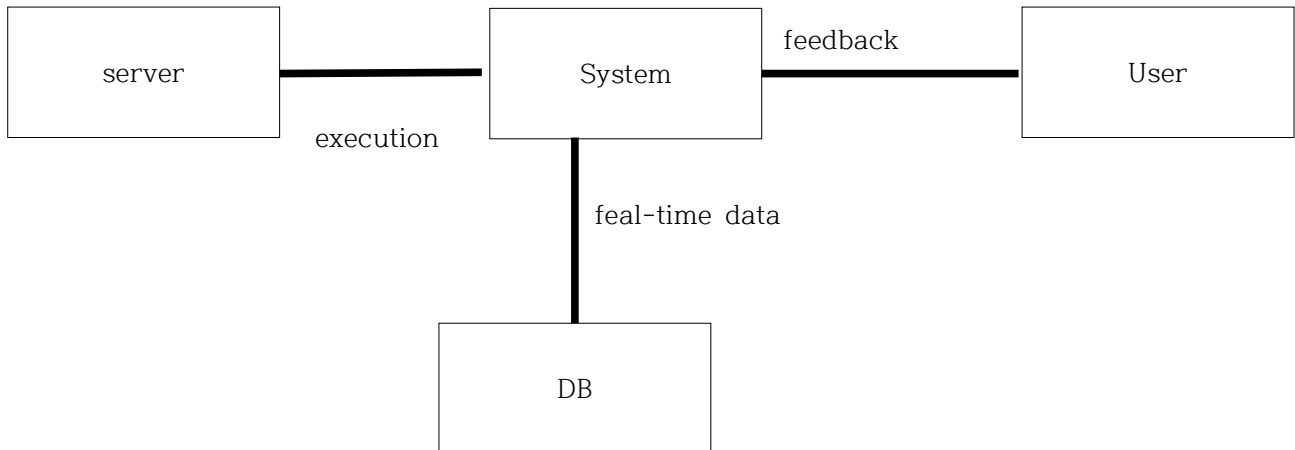 server
System
feedback
User
execution
feal-time data
DB